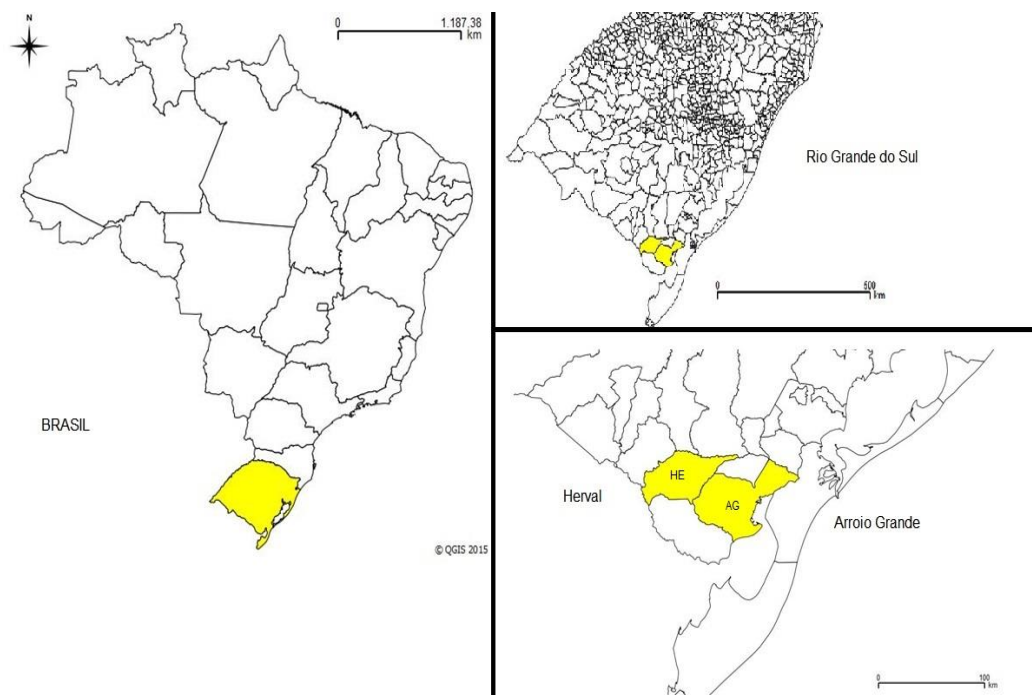 N
0 1.187,38
km
BRASIL
© QGIS 2015
Rio Grande do Sul
0 500
km
HE
AG
Herval
Arroio Grande
0 100
km